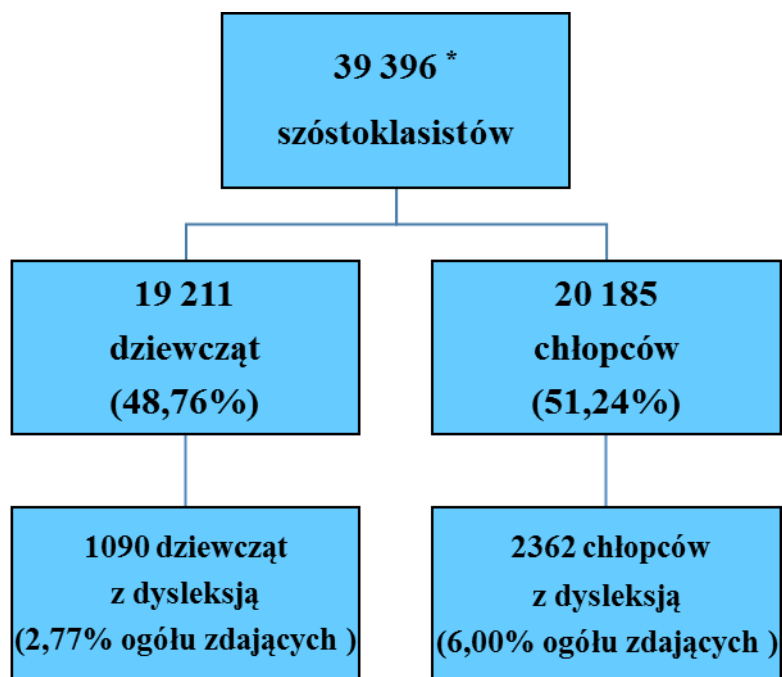 39 396 *
szóstoklasistów
19 211
dziewcząt
(48,76%)
20 185
chłopców
(51,24%)
1090 dziewcząt
z dysleksją
(2,77% ogółu zdających )
2362 chłopców
z dysleksją
(6,00% ogółu zdających )